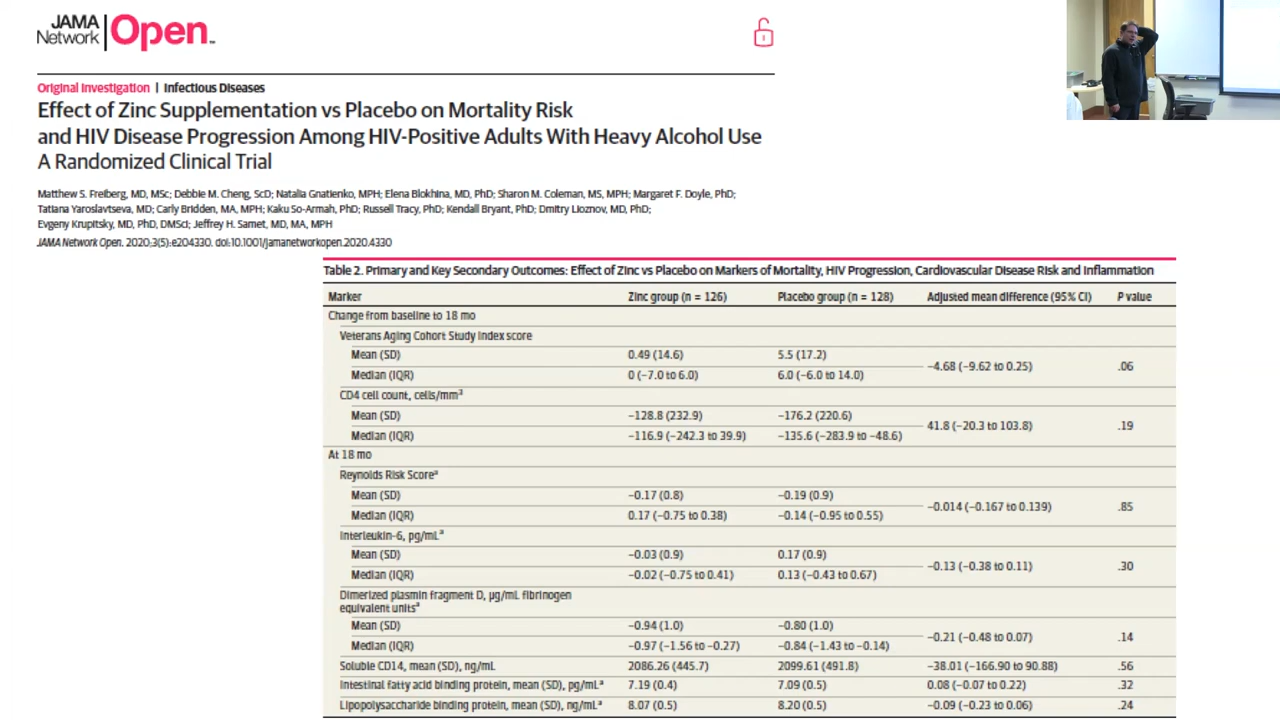 JAMA Network | Open™
Original Investigation | Infectious Diseases
Effect of Zinc Supplementation vs Placebo on Mortality Risk
and HIV Disease Progression Among HIV-Positive Adults With Heavy Alcohol Use
A Randomized Clinical Trial
Matthew S. Freiberg, MD, MSc; Debbie M. Cheng, ScD; Natalia Gnatienko, MPH; Elena Blokhina, MD, PhD; Sharon M. Coleman, MS, MPH; Margaret F. Doyle, PhD;
Tatiana Yaroslavtseva, MD; Carly Bridden, MA, MPH; Kaku So-Armah, PhD; Russell Tracy, PhD; Kendall Bryant, PhD; Dmitry Lioznov, MD, PhD;
Evgeny Krupitsky, MD, PhD, DMSci; Jeffrey H. Samet, MD, MA, MPH
JAMA Network Open. 2020;3(5):e204330. doi:10.1001/jamanetworkopen.2020.4330
Table 2. Primary and Key Secondary Outcomes: Effect of Zinc vs Placebo on Markers of Mortality, HIV Progression, Cardiovascular Disease Risk and Inflammation
Marker Zinc group (n = 126) Placebo group (n = 128) Adjusted mean difference (95% CI) P value
Change from baseline to 18 mo
Veterans Aging Cohort Study Index score
Mean (SD) 0.49 (14.6) 5.5 (17.2) −4.68 (−9.62 to 0.25) .06
Median (IQR) 0 (−7.0 to 6.0) 6.0 (−6.0 to 14.0)
CD4 cell count, cells/mm³
Mean (SD) −128.8 (232.9) −176.2 (220.6) 41.8 (−20.3 to 103.8) .19
Median (IQR) −116.9 (−242.3 to 39.9) −135.6 (−283.9 to −48.6)
At 18 mo
Reynolds Risk Scoreᵃ
Mean (SD) −0.17 (0.8) −0.19 (0.9) −0.014 (−0.167 to 0.139) .85
Median (IQR) 0.17 (−0.75 to 0.38) −0.14 (−0.95 to 0.55)
Interleukin-6, pg/mLᵃ
Mean (SD) −0.03 (0.9) 0.17 (0.9) −0.13 (−0.38 to 0.11) .30
Median (IQR) −0.02 (−0.75 to 0.41) 0.13 (−0.43 to 0.67)
Dimerized plasmin fragment D, μg/mL fibrinogen
equivalent unitsᵃ
Mean (SD) −0.94 (1.0) −0.80 (1.0) −0.21 (−0.48 to 0.07) .14
Median (IQR) −0.97 (−1.56 to −0.27) −0.84 (−1.43 to −0.14)
Soluble CD14, mean (SD), ng/mL 2086.26 (445.7) 2099.61 (491.8) −38.01 (−166.90 to 90.88) .56
Intestinal fatty acid binding protein, mean (SD), pg/mLᵃ 7.19 (0.4) 7.09 (0.5) 0.08 (−0.07 to 0.22) .32
Lipopolysaccharide binding protein, mean (SD), ng/mLᵃ 8.07 (0.5) 8.20 (0.5) −0.09 (−0.23 to 0.06) .24